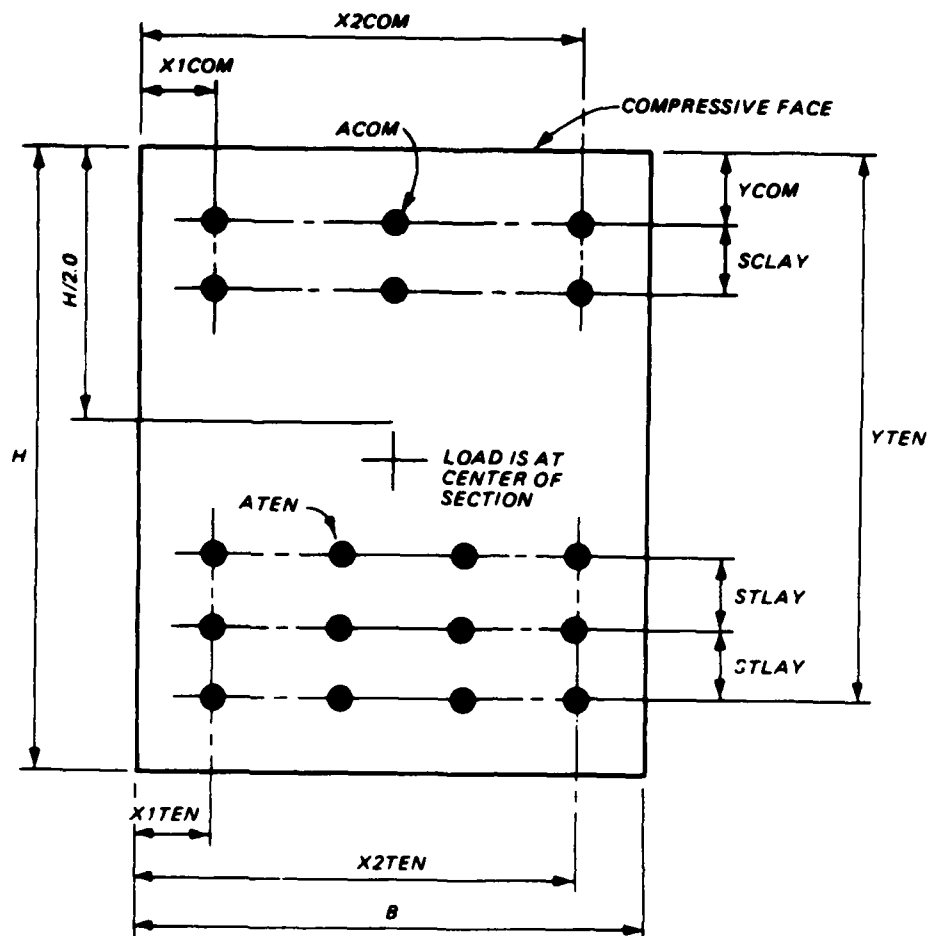 X2COM
X1COM
COMPRESSIVE FACE
ACOM
YCOM
SCLAY
H/2.0
H
YTEN
LOAD IS AT
CENTER OF
SECTION
ATEN
STLAY
STLAY
X1TEN
X2TEN
B